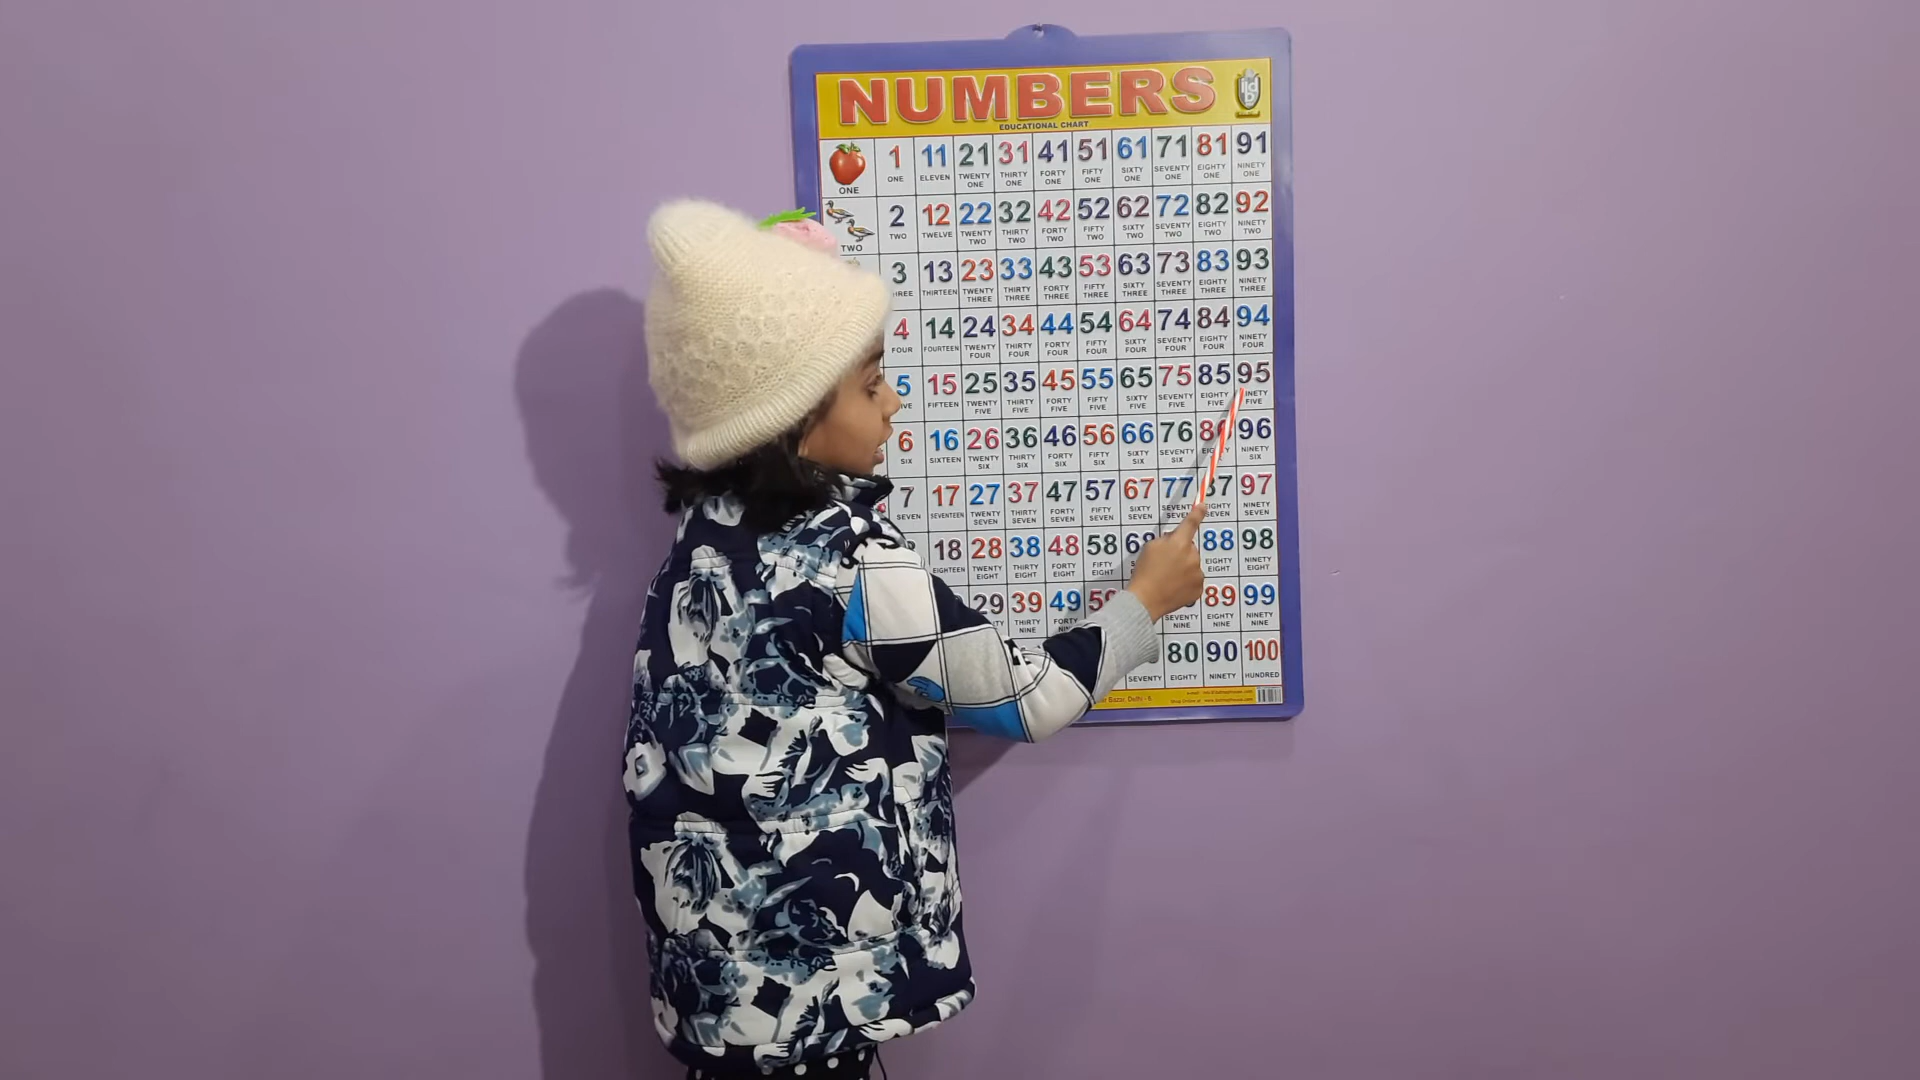 NUMBERS
EDUCATIONAL CHART
1 11 21 31 41 51 61 71 81 91
ONE ONE ELEVEN TWENTY ONE THIRTY ONE FORTY ONE FIFTY ONE SIXTY ONE SEVENTY ONE EIGHTY ONE NINETY ONE
2 12 22 32 42 52 62 72 82 92
TWO TWO TWELVE TWENTY TWO THIRTY TWO FORTY TWO FIFTY TWO SIXTY TWO SEVENTY TWO EIGHTY TWO NINETY TWO
3 13 23 33 43 53 63 73 83 93
THIRTEEN TWENTY THREE THIRTY THREE FORTY THREE FIFTY THREE SIXTY THREE SEVENTY THREE EIGHTY THREE NINETY THREE
4 14 24 34 44 54 64 74 84 94
FOUR FOURTEEN TWENTY FOUR THIRTY FOUR FORTY FOUR FIFTY FOUR SIXTY FOUR SEVENTY FOUR EIGHTY FOUR NINETY FOUR
5 15 25 35 45 55 65 75 85 95
FIFTEEN TWENTY FIVE THIRTY FIVE FORTY FIVE FIFTY FIVE SIXTY FIVE SEVENTY FIVE EIGHTY FIVE FIVE
6 16 26 36 46 56 66 76 96
SIX SIXTEEN TWENTY SIX THIRTY SIX FORTY SIX FIFTY SIX SIXTY SIX SEVENTY SIX NINETY SIX
7 17 27 37 47 57 67 77 97
SEVEN SEVENTEEN TWENTY SEVEN THIRTY SEVEN FORTY SEVEN FIFTY SEVEN SIXTY SEVEN SEVEN EIGHTY SEVEN NINETY SEVEN
18 28 38 48 58 88 98
EIGHTEEN TWENTY EIGHT THIRTY EIGHT FORTY EIGHT FIFTY EIGHT EIGHTY EIGHT NINETY EIGHT
29 39 49 89 99
THIRTY NINE FORTY SEVENTY NINE EIGHTY NINE NINETY NINE
80 90 100
SEVENTY EIGHTY NINETY HUNDRED
Bazar, Delhi - 6